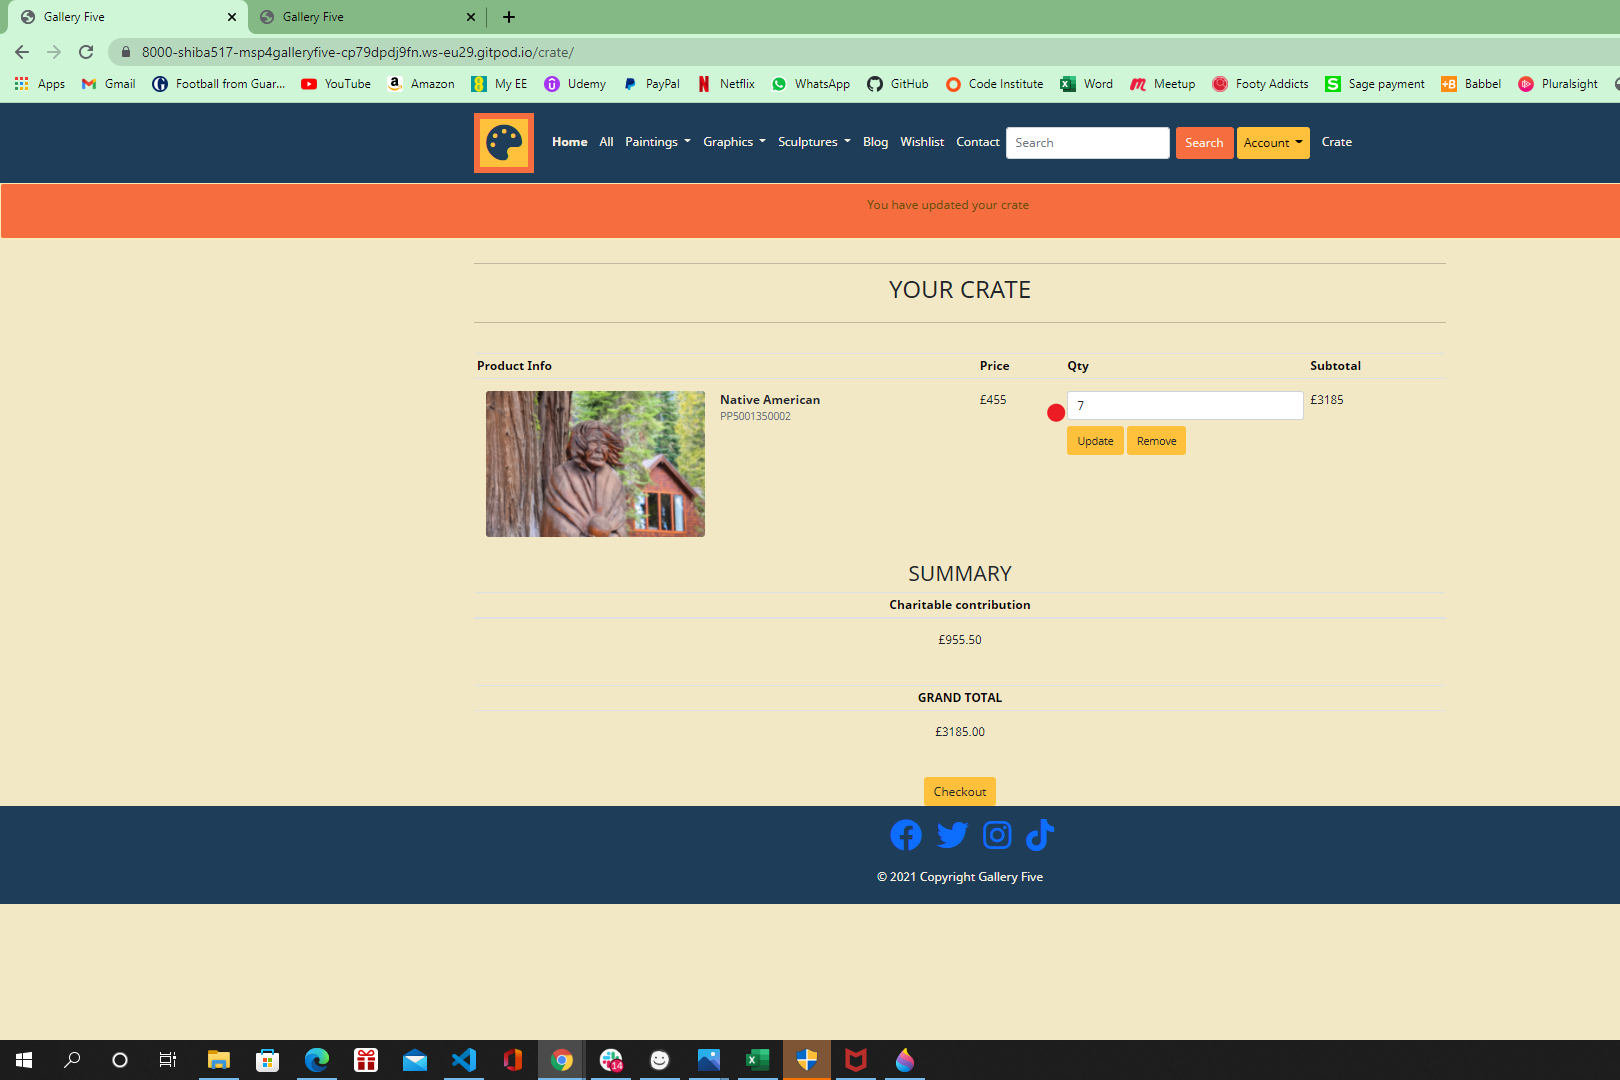 Gallery Five
Gallery Five
8000-shiba517-msp4galleryfive-cp79dpdj9fn.ws-eu29.gitpod.io/crate/
Apps Gmail Football from Guar... YouTube Amazon My EE Udemy PayPal Netflix WhatsApp GitHub Code Institute Word Meetup Footy Addicts Sage payment Babbel Pluralsight
Home All Paintings Graphics Sculptures Blog Wishlist Contact Search Search Account Crate
You have updated your crate
YOUR CRATE
Product Info Price Qty Subtotal
Native American £455 7 £3185
PP5001350002
Update Remove
SUMMARY
Charitable contribution
£955.50
GRAND TOTAL
£3185.00
Checkout
© 2021 Copyright Gallery Five
14